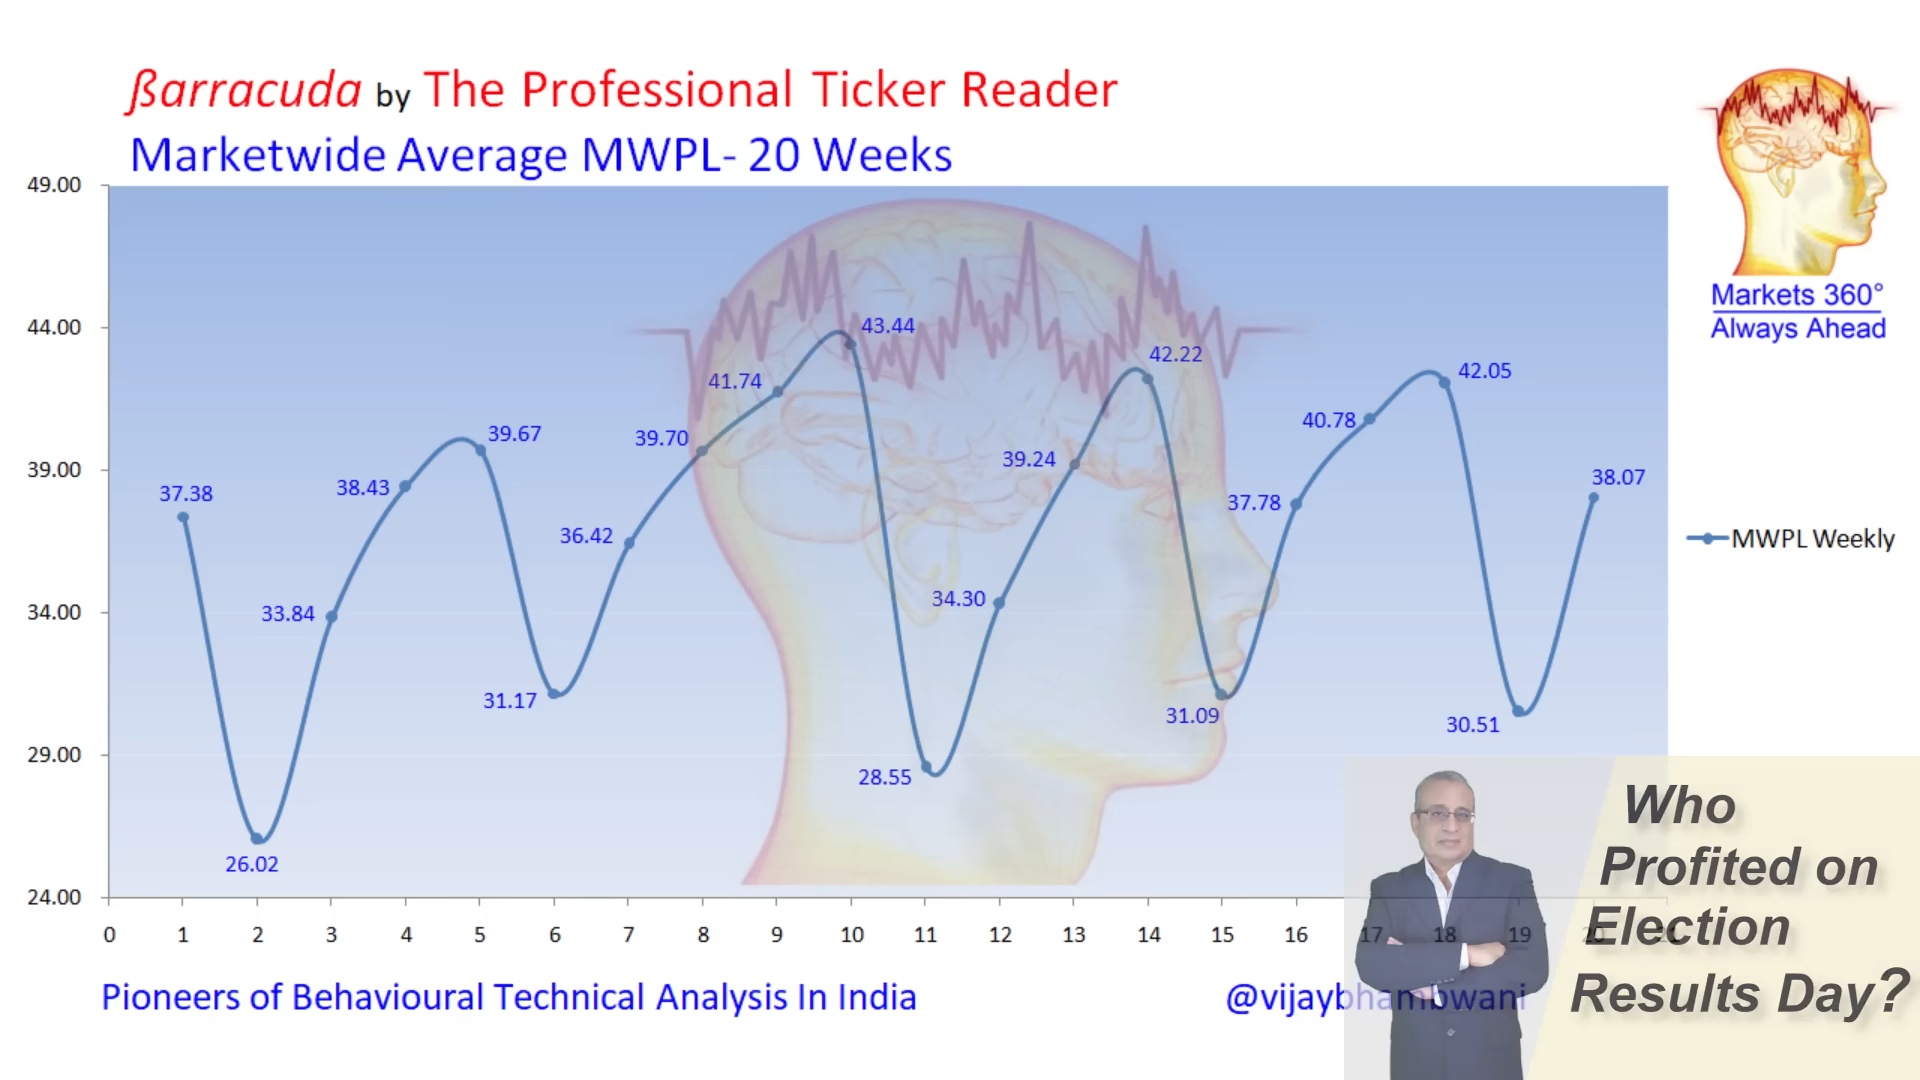 ßarracuda by The Professional Ticker Reader
Marketwide Average MWPL- 20 Weeks
Markets 360°
Always Ahead
49.00
44.00
39.00
34.00
29.00
24.00
37.38
26.02
33.84
38.43
39.67
31.17
36.42
39.70
41.74
43.44
28.55
34.30
39.24
42.22
31.09
37.78
40.78
42.05
30.51
38.07
MWPL Weekly
0 1 2 3 4 5 6 7 8 9 10 11 12 13 14 15 16 17 18 19 20
Pioneers of Behavioural Technical Analysis In India
@vijaybhambwani
Who
Profited on
Election
Results Day?